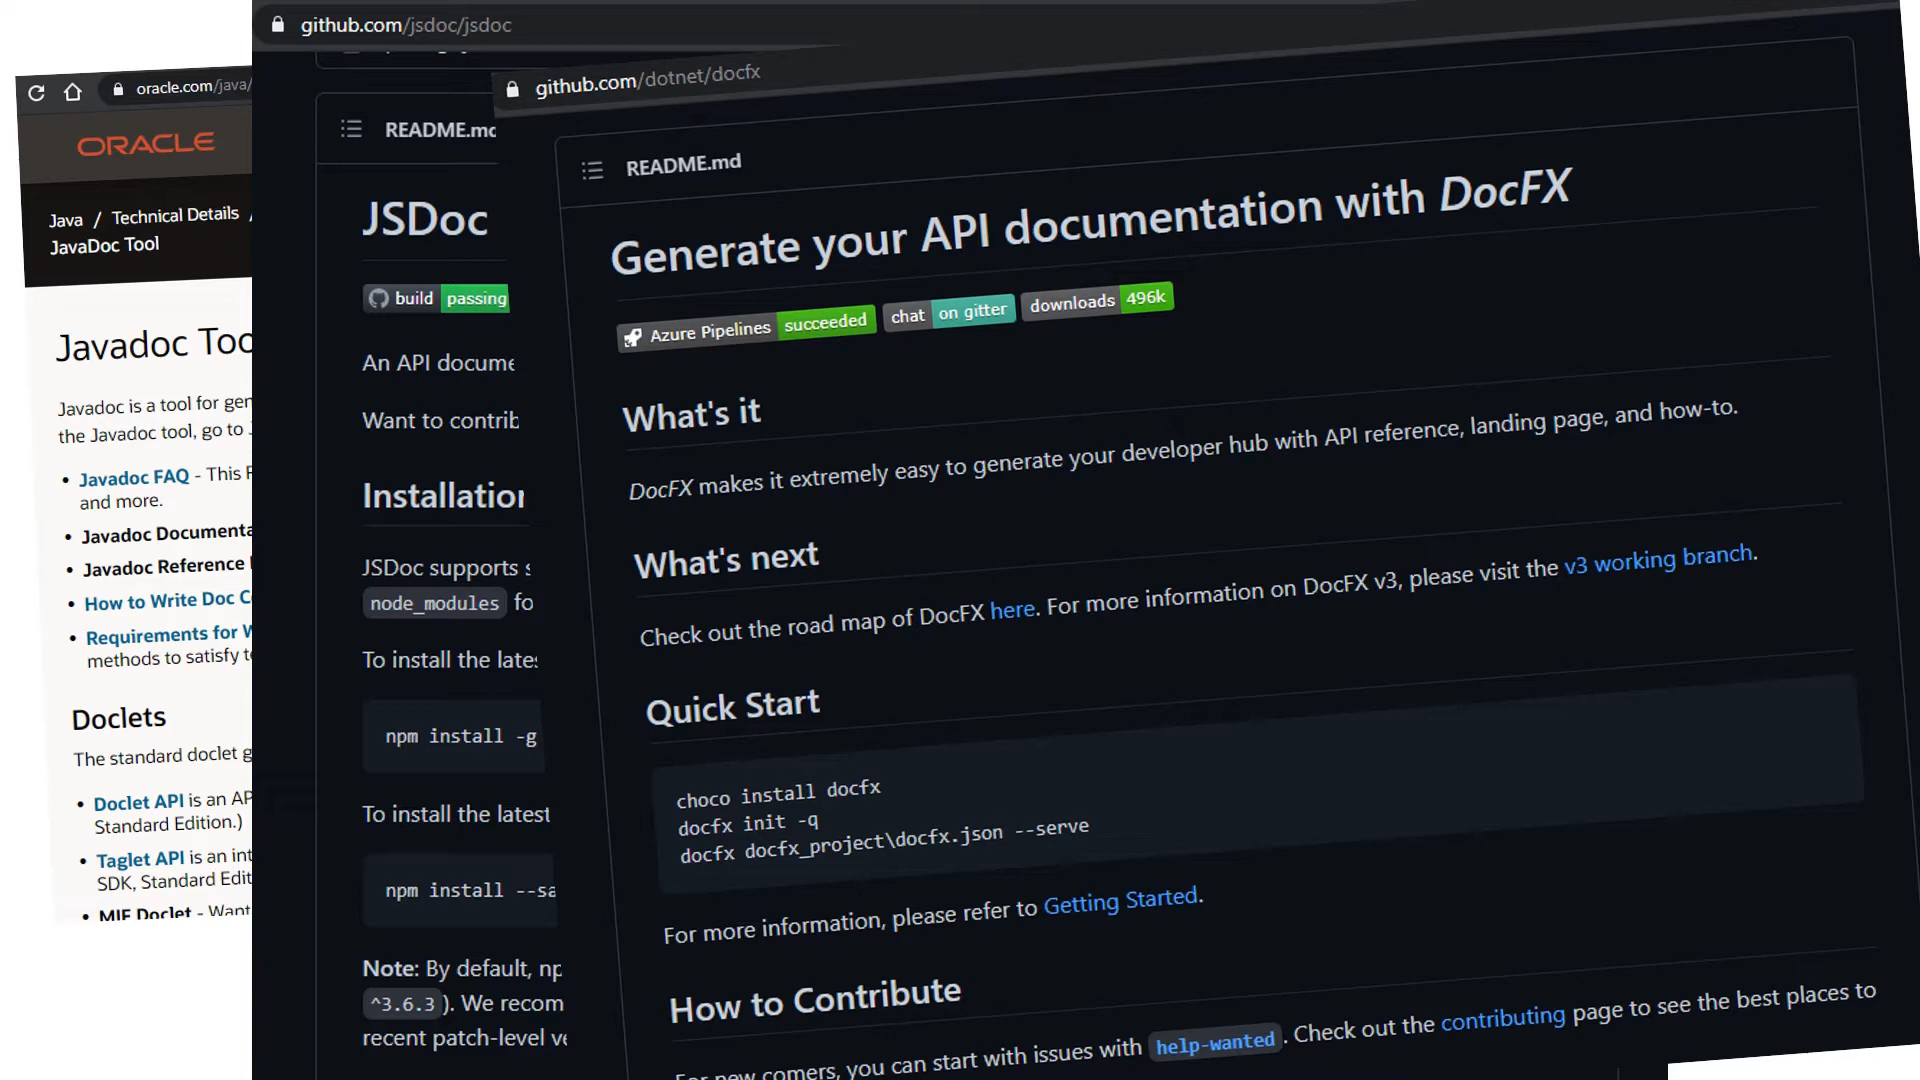 oracle.com/java/
ORACLE
Java / Technical Details /
JavaDoc Tool
Javadoc Too
Javadoc is a tool for gen
the Javadoc tool, go to J
Javadoc FAQ - This F
and more.
Javadoc Documenta
Javadoc Reference
How to Write Doc C
Requirements for W
methods to satisfy t
Doclets
The standard doclet g
Doclet API is an AP
Standard Edition.)
Taglet API is an int
SDK, Standard Edit
MIF Doclet - Want
github.com/jsdoc/jsdoc
README.md
JSDoc
build passing
An API docume
Want to contrib
Installation
JSDoc supports s
node_modules fo
To install the lates
npm install -g
To install the latest
npm install --sa
Note: By default, np
^3.6.3 ). We recom
recent patch-level ve
github.com/dotnet/docfx
README.md
Generate your API documentation with DocFX
Azure Pipelines succeeded chat on gitter downloads 496k
What's it
DocFX makes it extremely easy to generate your developer hub with API reference, landing page, and how-to.
What's next
Check out the road map of DocFX here. For more information on DocFX v3, please visit the v3 working branch.
Quick Start
choco install docfx
docfx init -q
docfx docfx_project\docfx.json --serve
For more information, please refer to Getting Started.
How to Contribute
For new comers, you can start with issues with help-wanted. Check out the contributing page to see the best places to